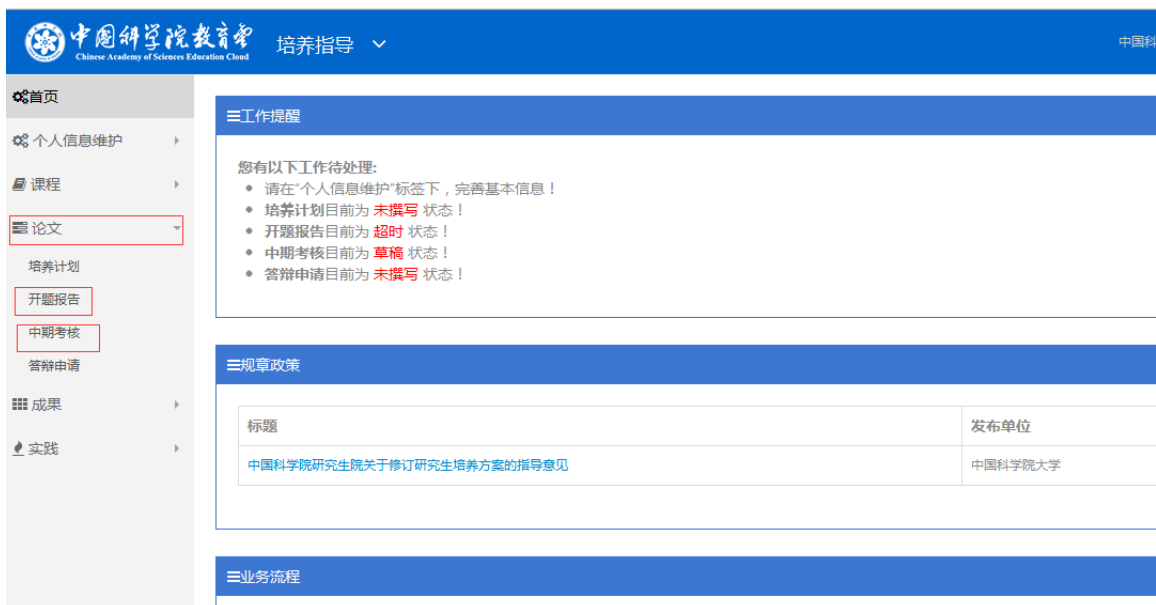 中国科学院教育云
Chinese Academy of Sciences Education Cloud
培养指导
中国科
首页
个人信息维护
课程
论文
培养计划
开题报告
中期考核
答辩申请
成果
实践
工作提醒
您有以下工作待处理:
请在“个人信息维护”标签下，完善基本信息！
培养计划目前为 未撰写 状态！
开题报告目前为 超时 状态！
中期考核目前为 草稿 状态！
答辩申请目前为 未撰写 状态！
规章政策
标题 发布单位
中国科学院研究生院关于修订研究生培养方案的指导意见 中国科学院大学
业务流程